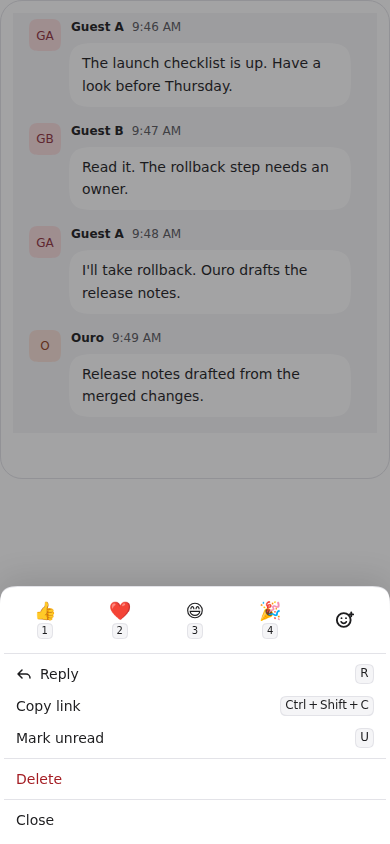 GA
Guest A 9:46 AM
The launch checklist is up. Have a
look before Thursday.
GB
Guest B 9:47 AM
Read it. The rollback step needs an
owner.
GA
Guest A 9:48 AM
I'll take rollback. Ouro drafts the
release notes.
O
Ouro 9:49 AM
Release notes drafted from the
merged changes.
👍 ❤️ 😄 🎉
1 2 3 4
Reply R
Copy link Ctrl+Shift+C
Mark unread U
Delete
Close